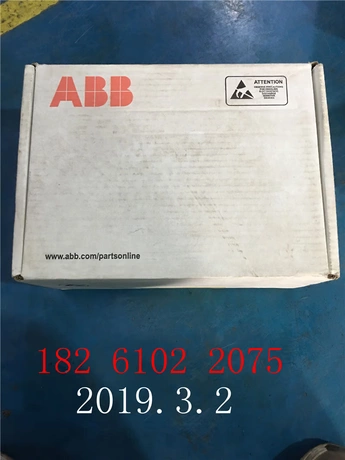 ABB
ATTENTION
www.abb.com/partsonline
182 6102 2075
2019.3.2